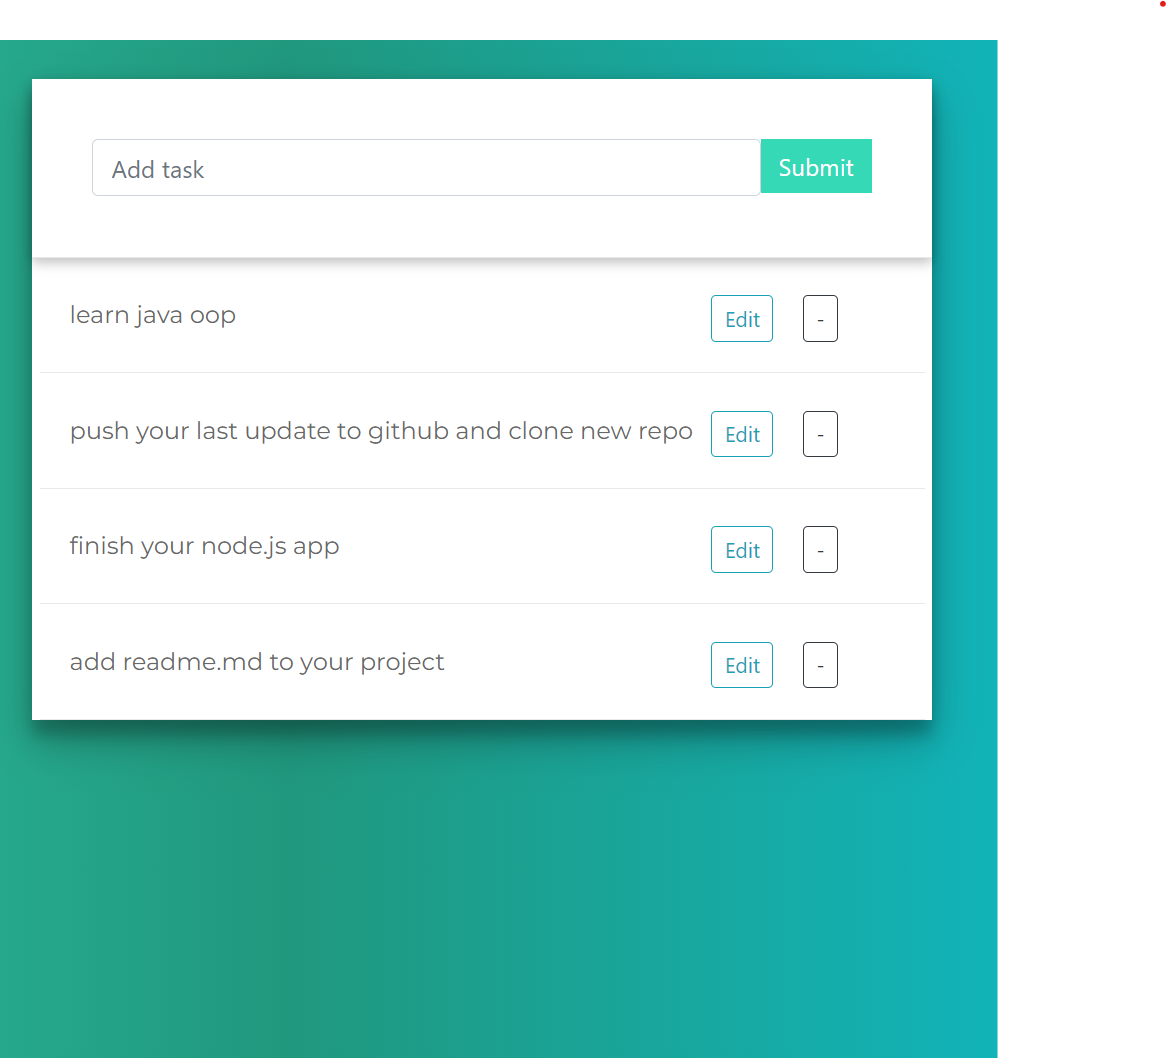 Add task Submit
learn java oop Edit -
push your last update to github and clone new repo Edit -
finish your node.js app Edit -
add readme.md to your project Edit -